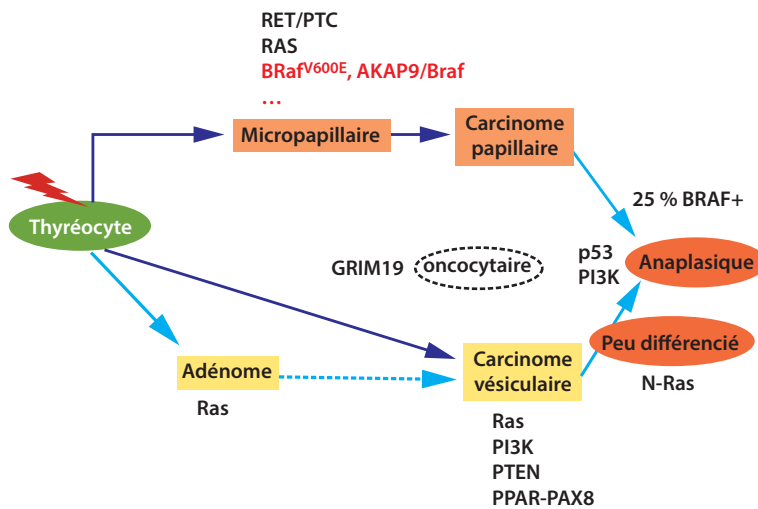 RET/PTC
RAS
BRafV600E, AKAP9/Braf
...
Micropapillaire
Carcinome
papillaire
25 % BRAF+
Thyréocyte
GRIM19
oncocytaire
p53
PI3K
Anaplasique
Peu différencié
N-Ras
Adénome
Ras
Carcinome
vésiculaire
Ras
PI3K
PTEN
PPAR-PAX8